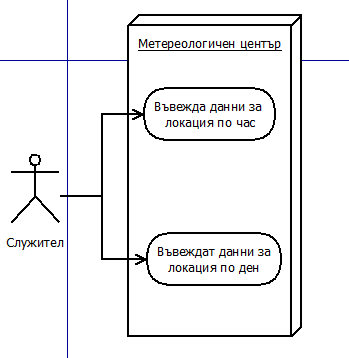 Метереологичен център
Въвежда данни за
локация по час
Служител
Въвеждат данни за
локация по ден